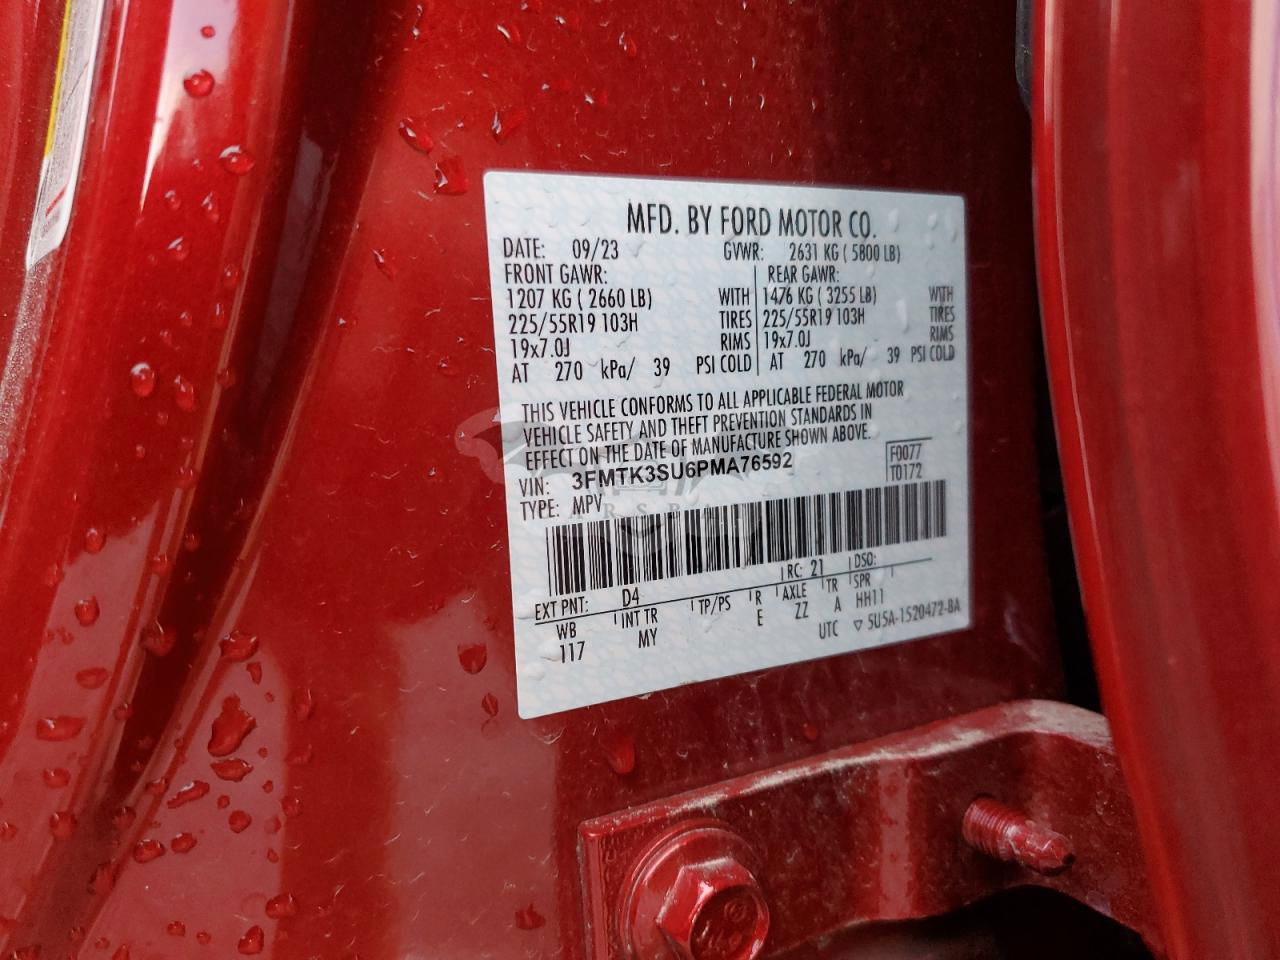 MFD. BY FORD MOTOR CO.
DATE: 09/23 GVWR: 2631 KG ( 5800 LB)
FRONT GAWR: REAR GAWR:
1207 KG ( 2660 LB) WITH 1476 KG ( 3255 LB) WITH
225/55R19 103H TIRES 225/55R19 103H TIRES
19x7.0J RIMS 19x7.0J RIMS
AT 270 kPa/ 39 PSI COLD AT 270 kPa/ 39 PSI COLD
THIS VEHICLE CONFORMS TO ALL APPLICABLE FEDERAL MOTOR
VEHICLE SAFETY AND THEFT PREVENTION STANDARDS IN
EFFECT ON THE DATE OF MANUFACTURE SHOWN ABOVE.
VIN: 3FMTK3SU6PMA76592
F0077
T0172
TYPE: MPV
EXT PNT: D4 RC: 21 DSO:
WB INT TR TP/PS R AXLE TR SPR
117 MY E ZZ A HH11
UTC ▽ 5U5A-1520472-BA